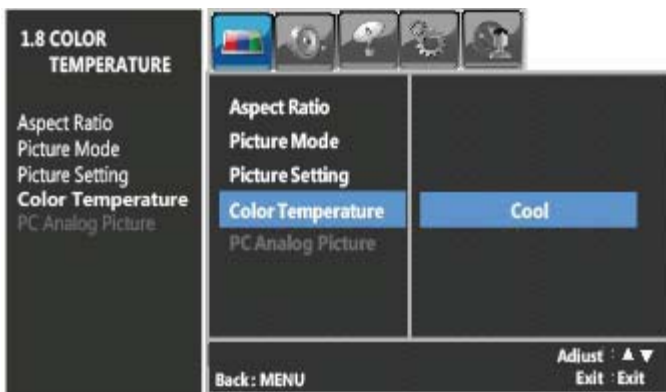 1.8 COLOR
TEMPERATURE
Aspect Ratio
Picture Mode
Picture Setting
Color Temperature
PC Analog Picture
Aspect Ratio
Picture Mode
Picture Setting
Color Temperature
Cool
PC Analog Picture
Adjust : ▲ ▼
Back : MENU
Exit : Exit